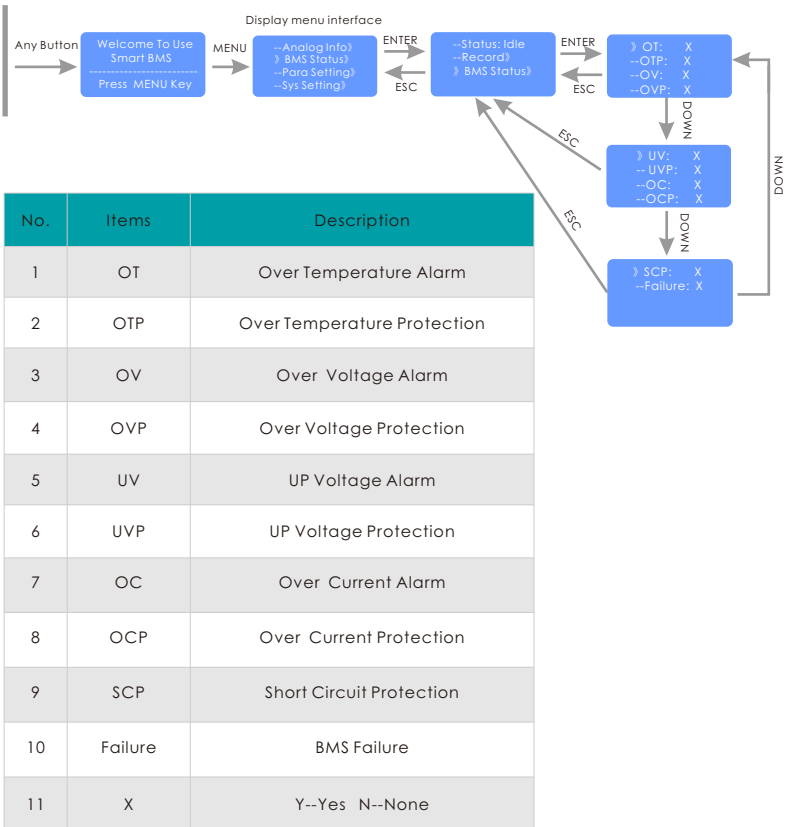 Display menu interface
Any Button
Welcome To Use
Smart BMS
--------------------------
Press MENU Key
MENU
--Analog Info》
》BMS Status》
--Para Setting》
--Sys Setting》
ENTER
ESC
--Status: Idle
--Record》
》BMS Status》
ENTER
ESC
》OT: X
--OTP: X
--OV: X
--OVP: X
DOWN
ESC
》UV: X
-- UVP: X
--OC: X
--OCP: X
DOWN
DOWN
ESC
》SCP: X
--Failure: X
No. Items Description
1 OT Over Temperature Alarm
2 OTP Over Temperature Protection
3 OV Over Voltage Alarm
4 OVP Over Voltage Protection
5 UV UP Voltage Alarm
6 UVP UP Voltage Protection
7 OC Over Current Alarm
8 OCP Over Current Protection
9 SCP Short Circuit Protection
10 Failure BMS Failure
11 X Y--Yes N--None